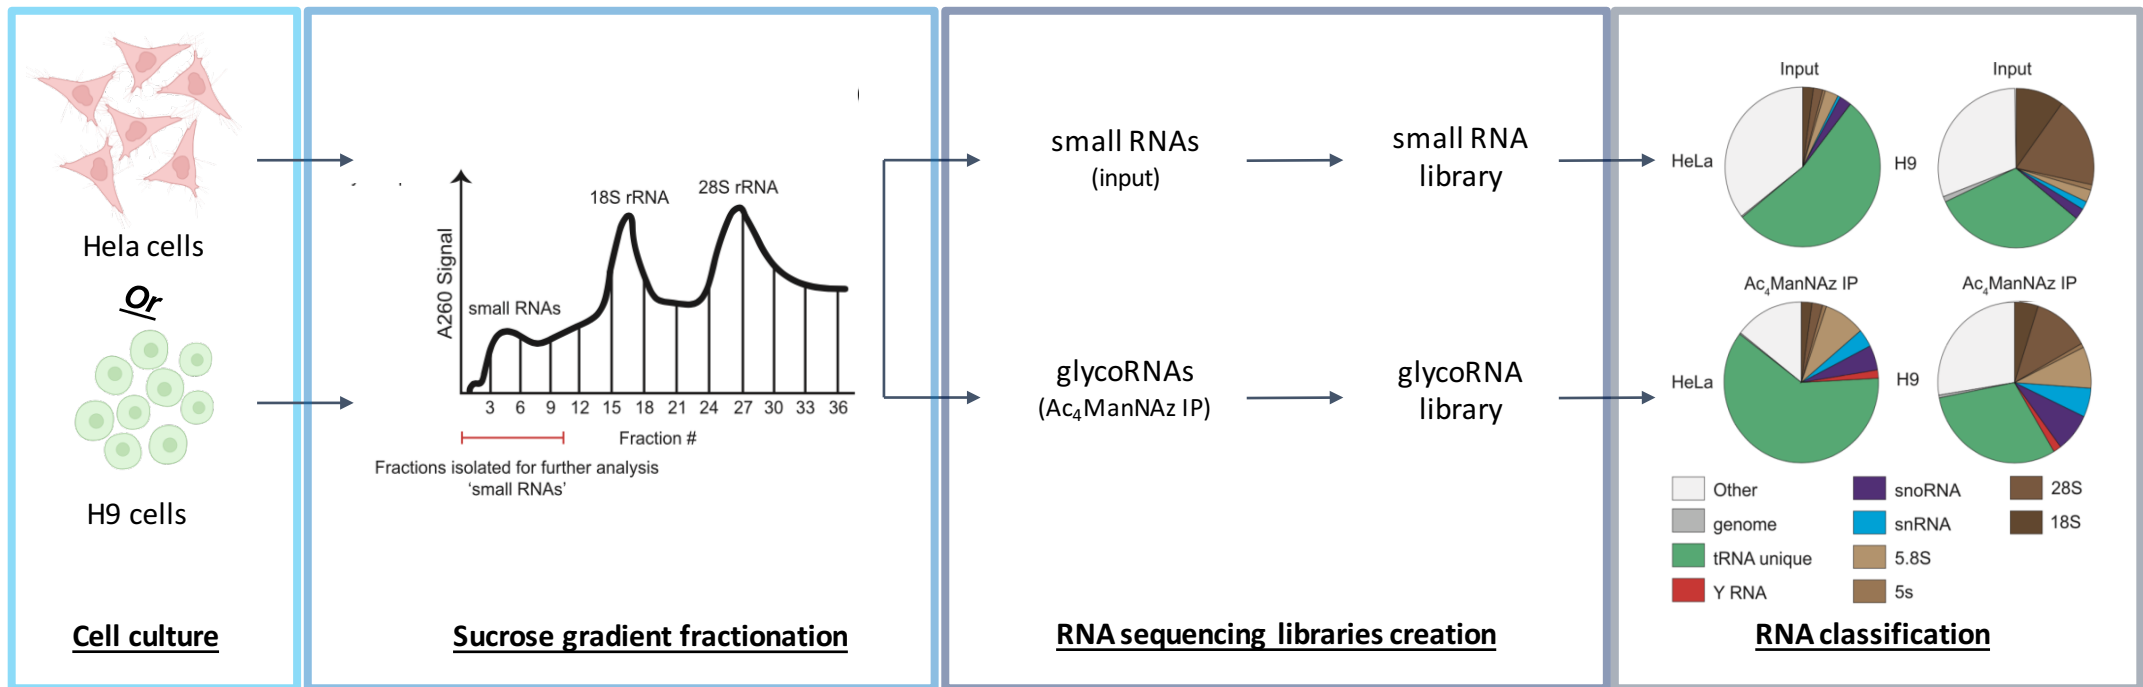 Hela cells
Or
H9 cells
Cell culture
A260 Signal
small RNAs
18S rRNA
28S rRNA
3 6 9 12 15 18 21 24 27 30 33 36
Fraction #
Fractions isolated for further analysis
'small RNAs'
Sucrose gradient fractionation
small RNAs
(input)
small RNA
library
glycoRNAs
(Ac4ManNAz IP)
glycoRNA
library
RNA sequencing libraries creation
Input
Input
HeLa
H9
Ac4ManNAz IP
Ac4ManNAz IP
HeLa
H9
Other
genome
tRNA unique
Y RNA
snoRNA
snRNA
5.8S
5s
28S
18S
RNA classification